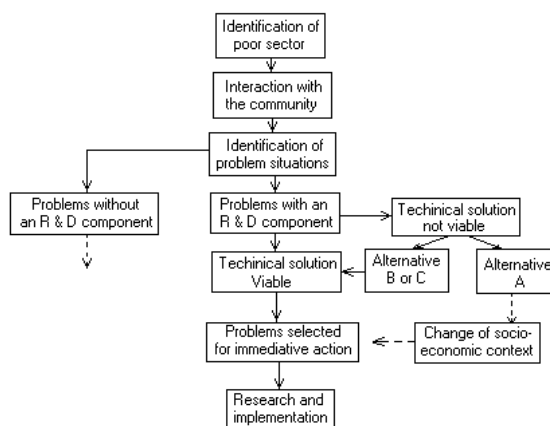 Identification of
poor sector
Interaction with
the community
Identification of
problem situations
Problems without
an R & D component
Problems with an
R & D component
Techinical solution
not viable
Techinical solution
Viable
Alternative
B or C
Alternative
A
Problems selected
for immediative action
Change of socio-
economic context
Research and
implementation